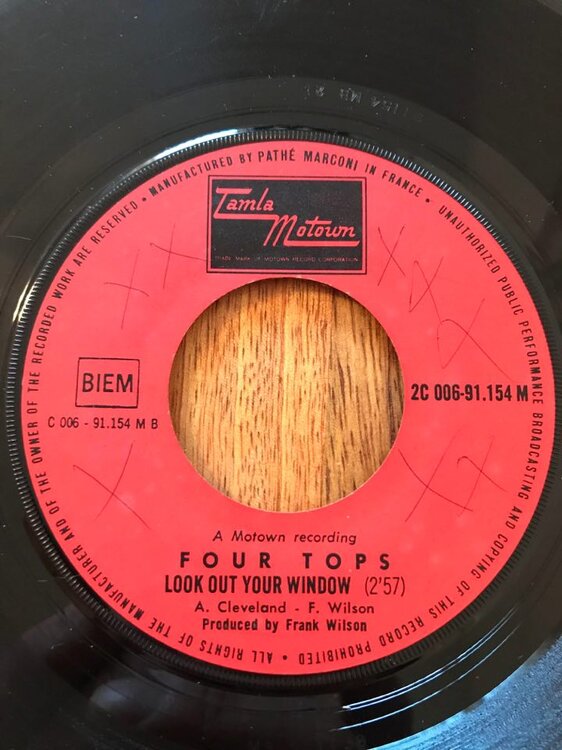 MANUFACTURED BY PATHÉ MARCONI IN FRANCE • UNAUTHORIZED PUBLIC PERFORMANCE BROADCASTING AND COPYING OF THIS RECORD PROHIBITED • ALL RIGHTS OF THE MANUFACTURER AND OF THE OWNER OF THE RECORDED WORK ARE RESERVED •
Tamla
Motown
TRADE MARK OF MOTOWN RECORD CORPORATION
BIEM
2C 006-91.154 M
C 006 - 91.154 M B
A Motown recording
FOUR TOPS
LOOK OUT YOUR WINDOW (2'57)
A. Cleveland - F. Wilson
Produced by Frank Wilson